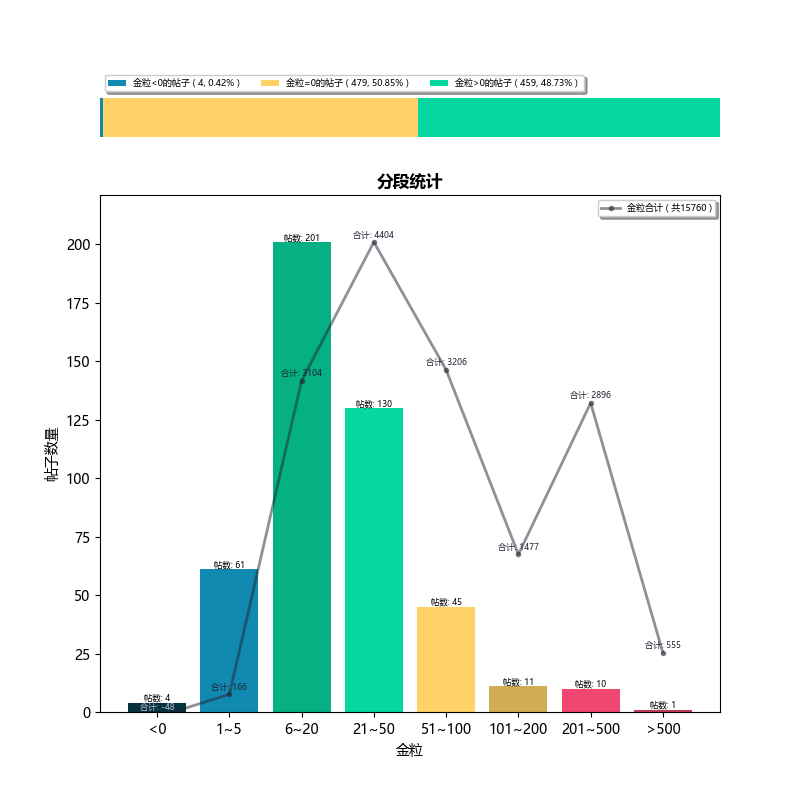 金粒<0的帖子 ( 4, 0.42% )
金粒=0的帖子 ( 479, 50.85% )
金粒>0的帖子 ( 459, 48.73% )
分段统计
金粒合计 ( 共15760 )
帖子数量
200
175
150
125
100
75
50
25
0
帖数: 4
帖数: 61
帖数: 201
帖数: 130
帖数: 45
帖数: 11
帖数: 10
帖数: 1
合计: -48
合计: 166
合计: 3104
合计: 4404
合计: 3206
合计: 1477
合计: 2896
合计: 555
<0
1~5
6~20
21~50
51~100
101~200
201~500
>500
金粒